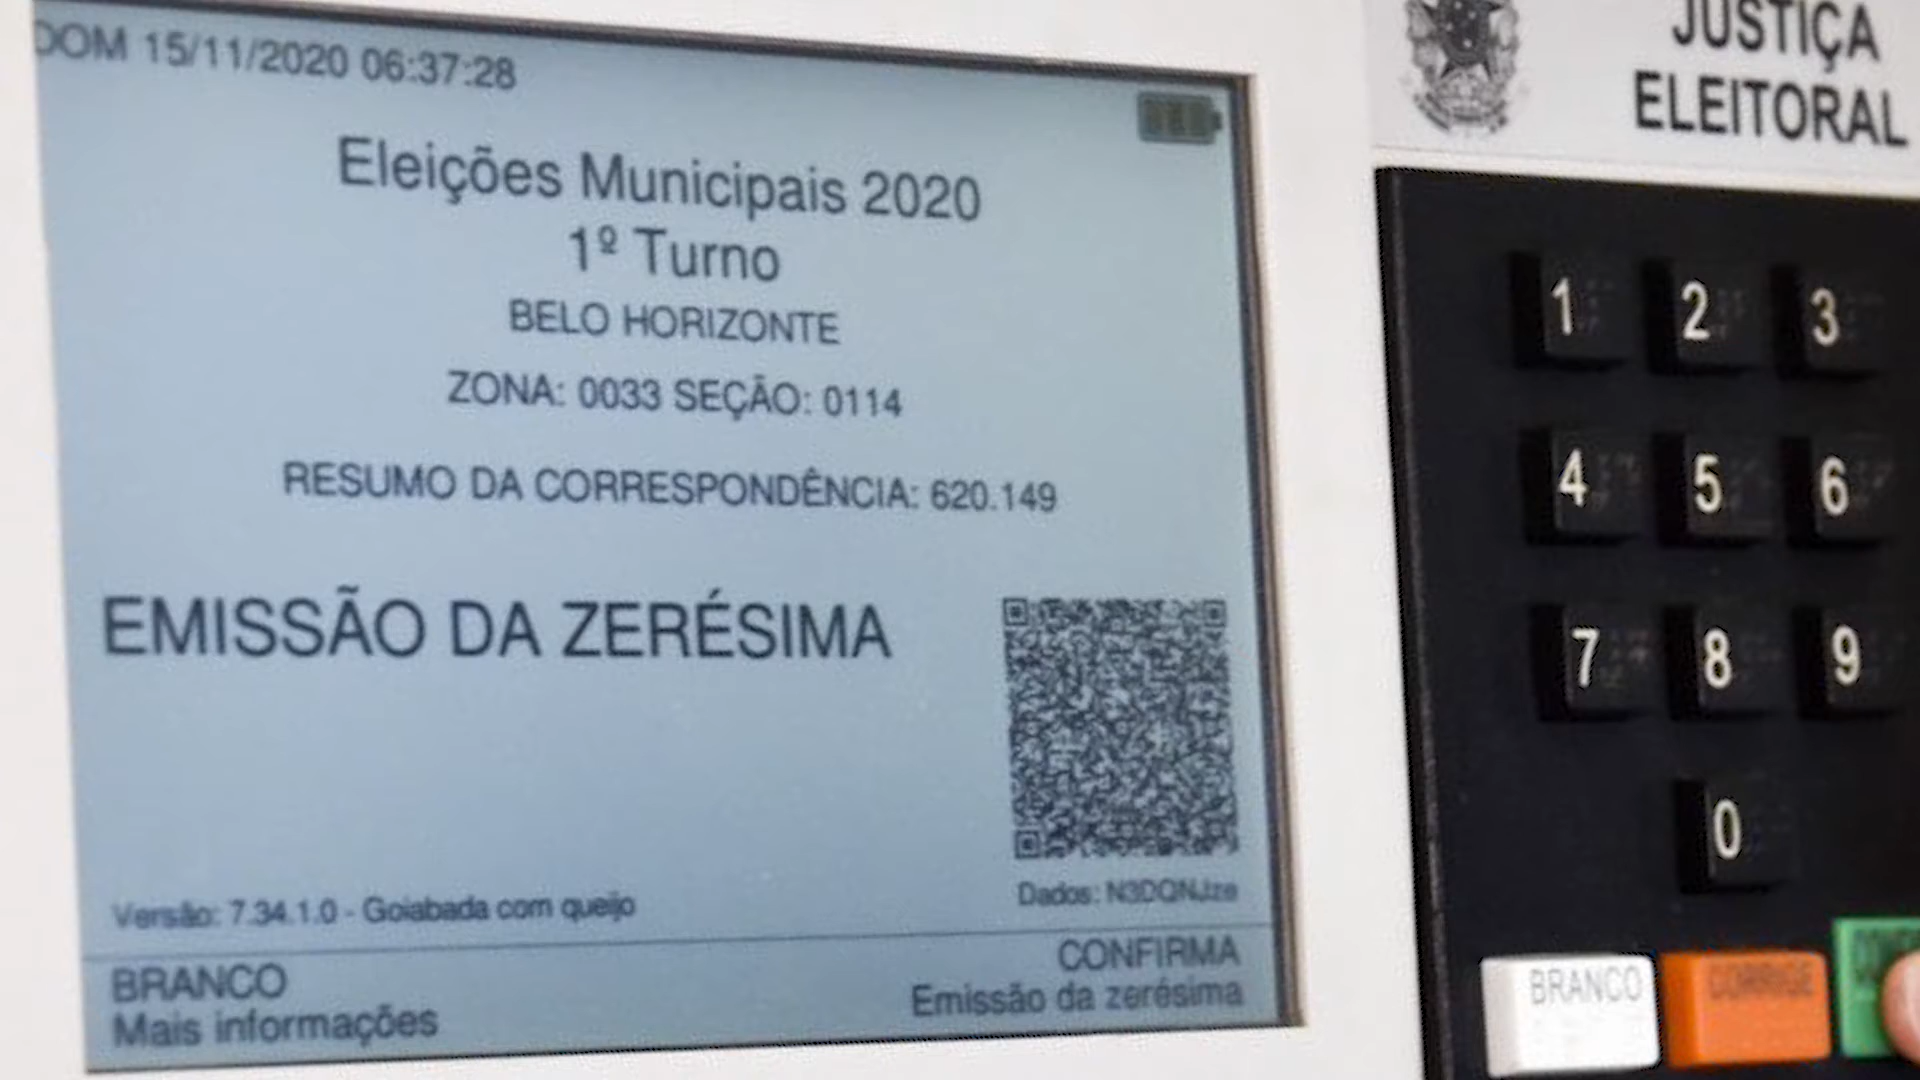 DOM 15/11/2020 06:37:28
Eleições Municipais 2020
1º Turno
BELO HORIZONTE
ZONA: 0033 SEÇÃO: 0114
RESUMO DA CORRESPONDÊNCIA: 620.149
EMISSÃO DA ZERÉSIMA
Dados: N3DQNJze
Versão: 7.34.1.0 - Goiabada com queijo
BRANCO
Mais informações
CONFIRMA
Emissão da zerésima
JUSTIÇA
ELEITORAL
1 2 3
4 5 6
7 8 9
0
BRANCO CORRIGE